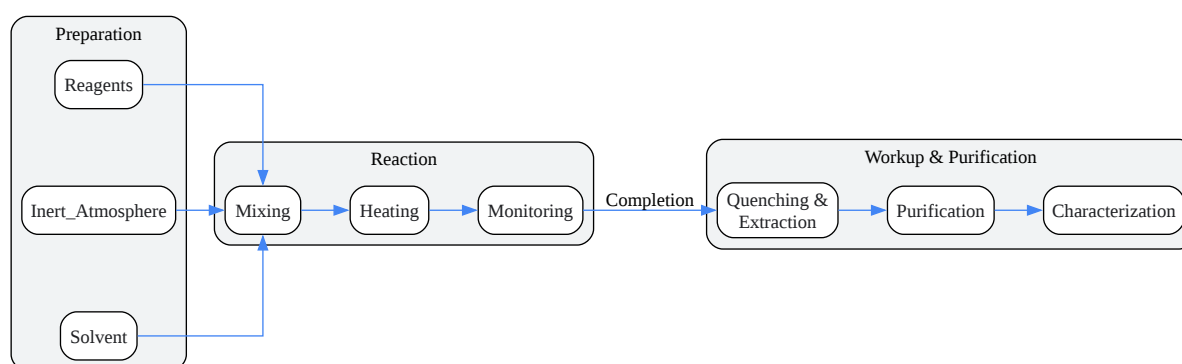 Preparation
Reagents
Inert_Atmosphere
Solvent
Reaction
Mixing
Heating
Monitoring
Completion
Workup & Purification
Quenching &
Extraction
Purification
Characterization